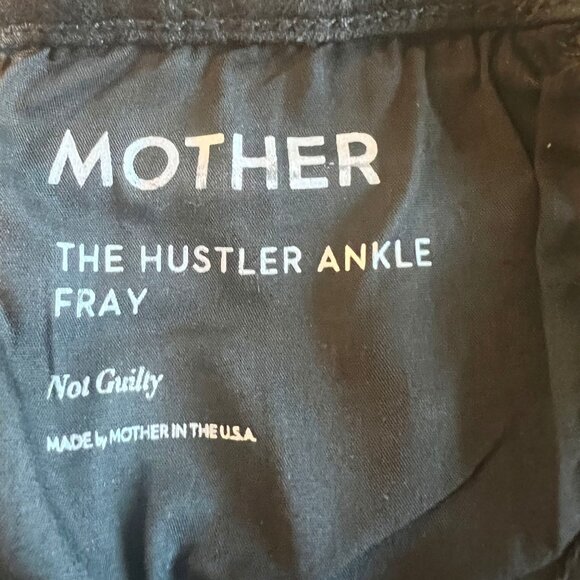 MOTHER
THE HUSTLER ANKLE
FRAY
Not Guilty
MADE by MOTHER IN THE U.S.A.